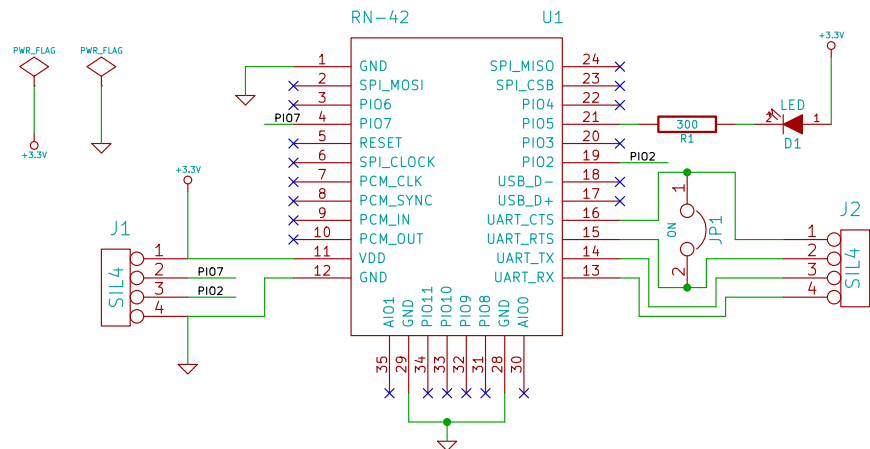 RN-42 U1
PWR_FLAG PWR_FLAG
+3.3V
+3.3V
1 GND SPI_MISO 24
2 SPI_MOSI SPI_CSB 23
3 PIO6 PIO4 22
PIO7 4 PIO7 PIO5 21
5 RESET PIO3 20
6 SPI_CLOCK PIO2 19 PIO2
7 PCM_CLK USB_D- 18
8 PCM_SYNC USB_D+ 17
9 PCM_IN UART_CTS 16
10 PCM_OUT UART_RTS 15
11 VDD UART_TX 14
12 GND UART_RX 13
300
R1
LED
2 1
D1
+3.3V
J1
SIL4
1
2 PIO7
3 PIO2
4
1
ON
JP1
2
J2
1
2
3
4
SIL4
AIO1 GND PIO11 PIO10 PIO9 PIO8 GND AIO0
35 29 34 33 32 31 28 30